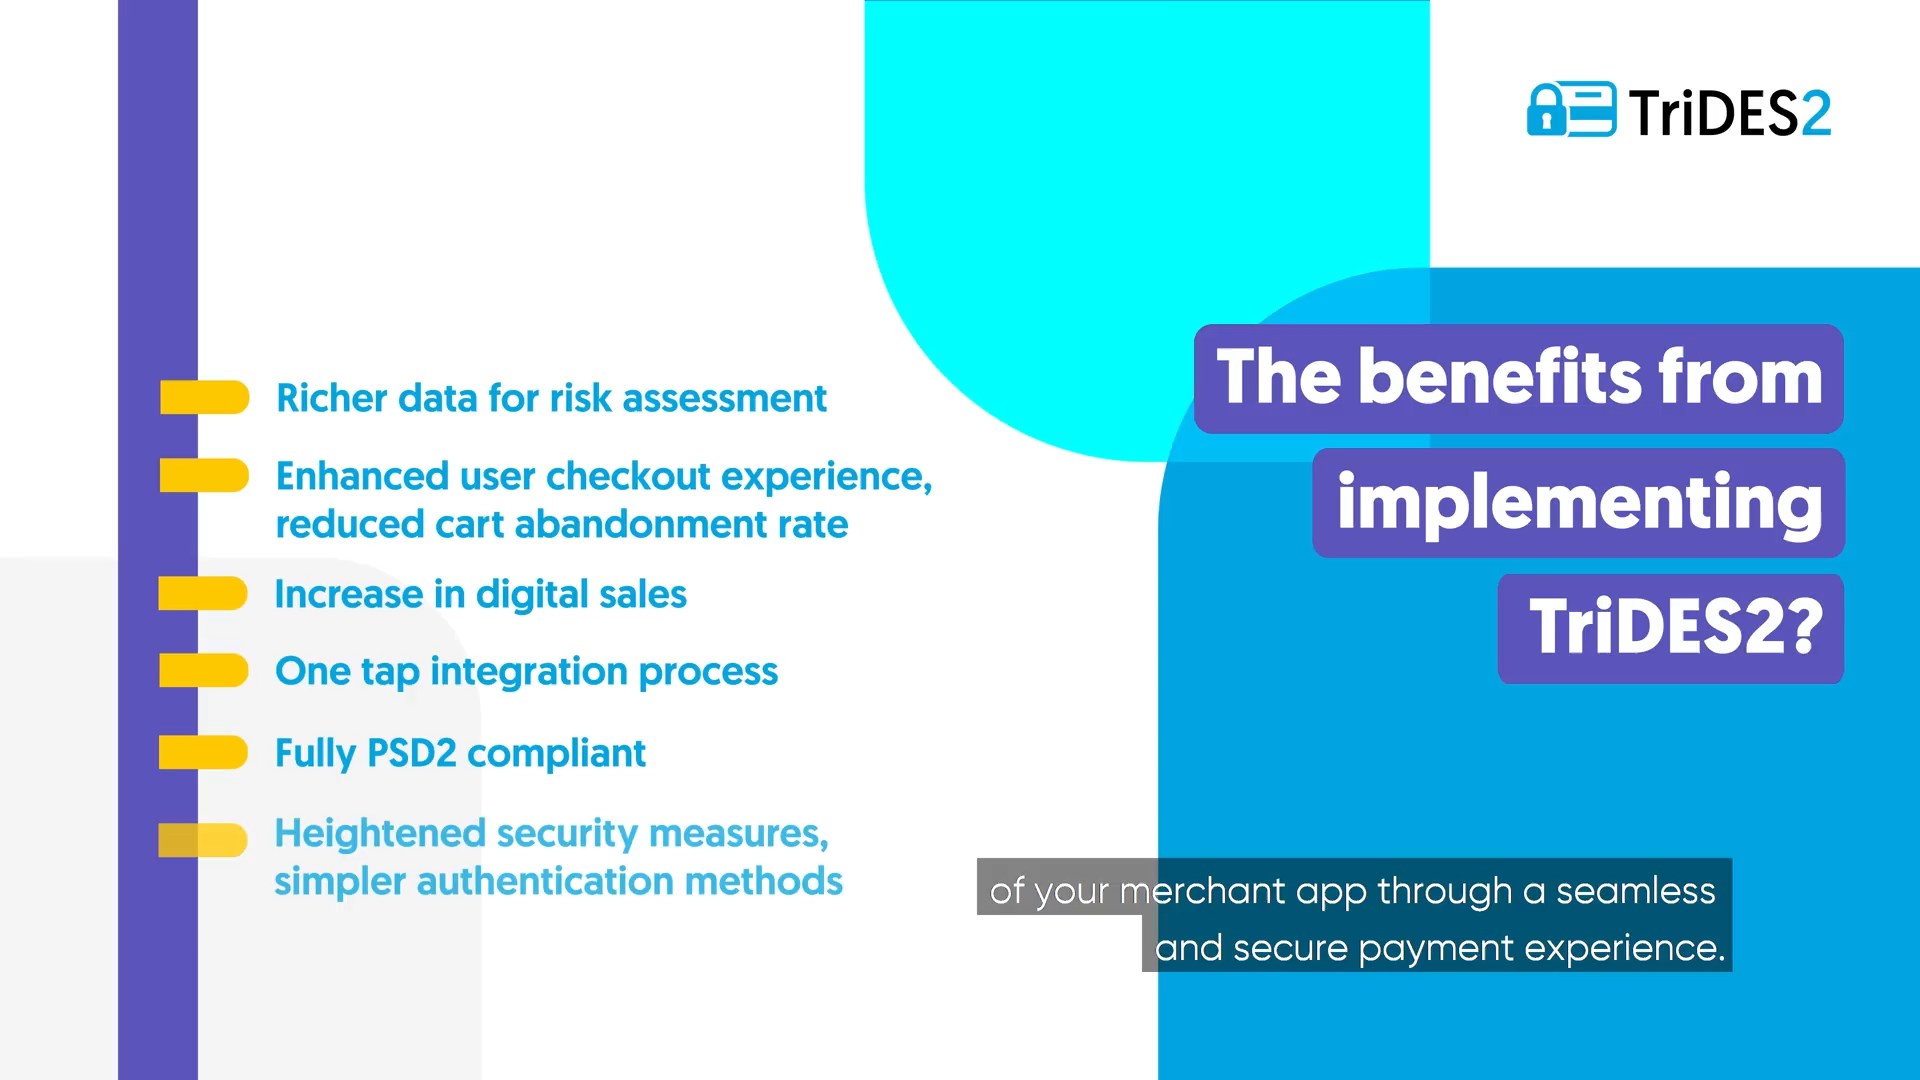 TriDES2
The benefits from
implementing
TriDES2?
Richer data for risk assessment
Enhanced user checkout experience,
reduced cart abandonment rate
Increase in digital sales
One tap integration process
Fully PSD2 compliant
Heightened security measures,
simpler authentication methods
of your merchant app through a seamless
and secure payment experience.